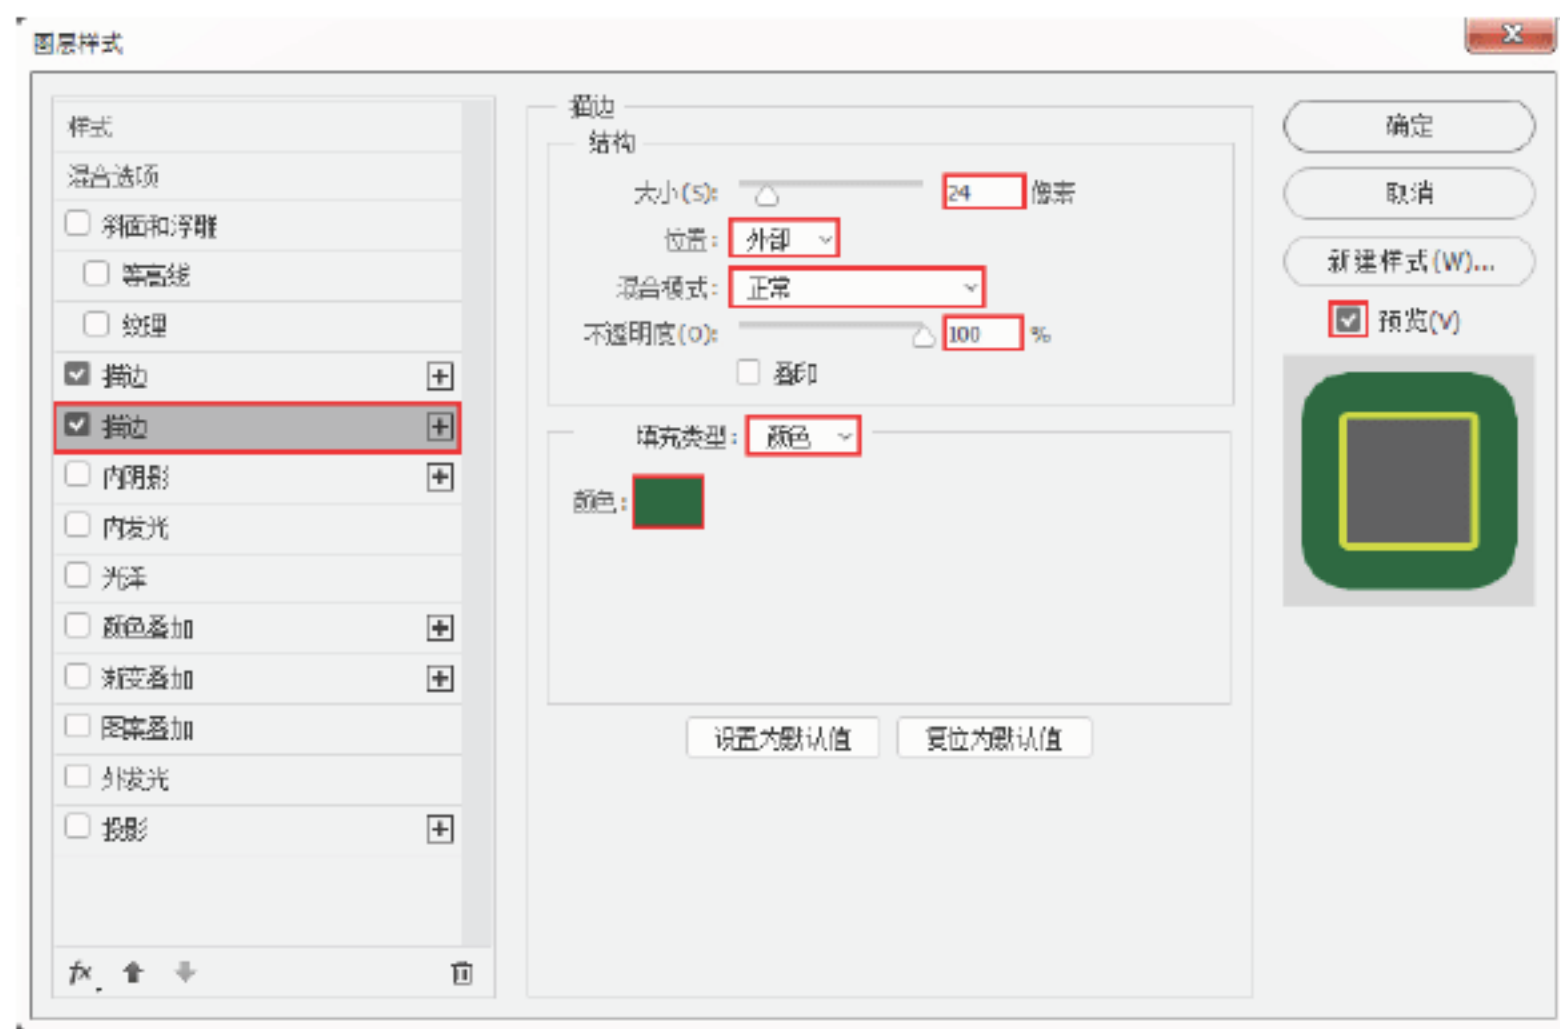 图层样式
样式
混合选项
斜面和浮雕
等高线
纹理
描边
描边
内阴影
内发光
光泽
颜色叠加
渐变叠加
图案叠加
外发光
投影
fx
描边
结构
大小(S): 24 像素
位置: 外部
混合模式: 正常
不透明度(O): 100 %
叠印
填充类型: 颜色
颜色:
设置为默认值 复位为默认值
确定
取消
新建样式(W)...
预览(V)